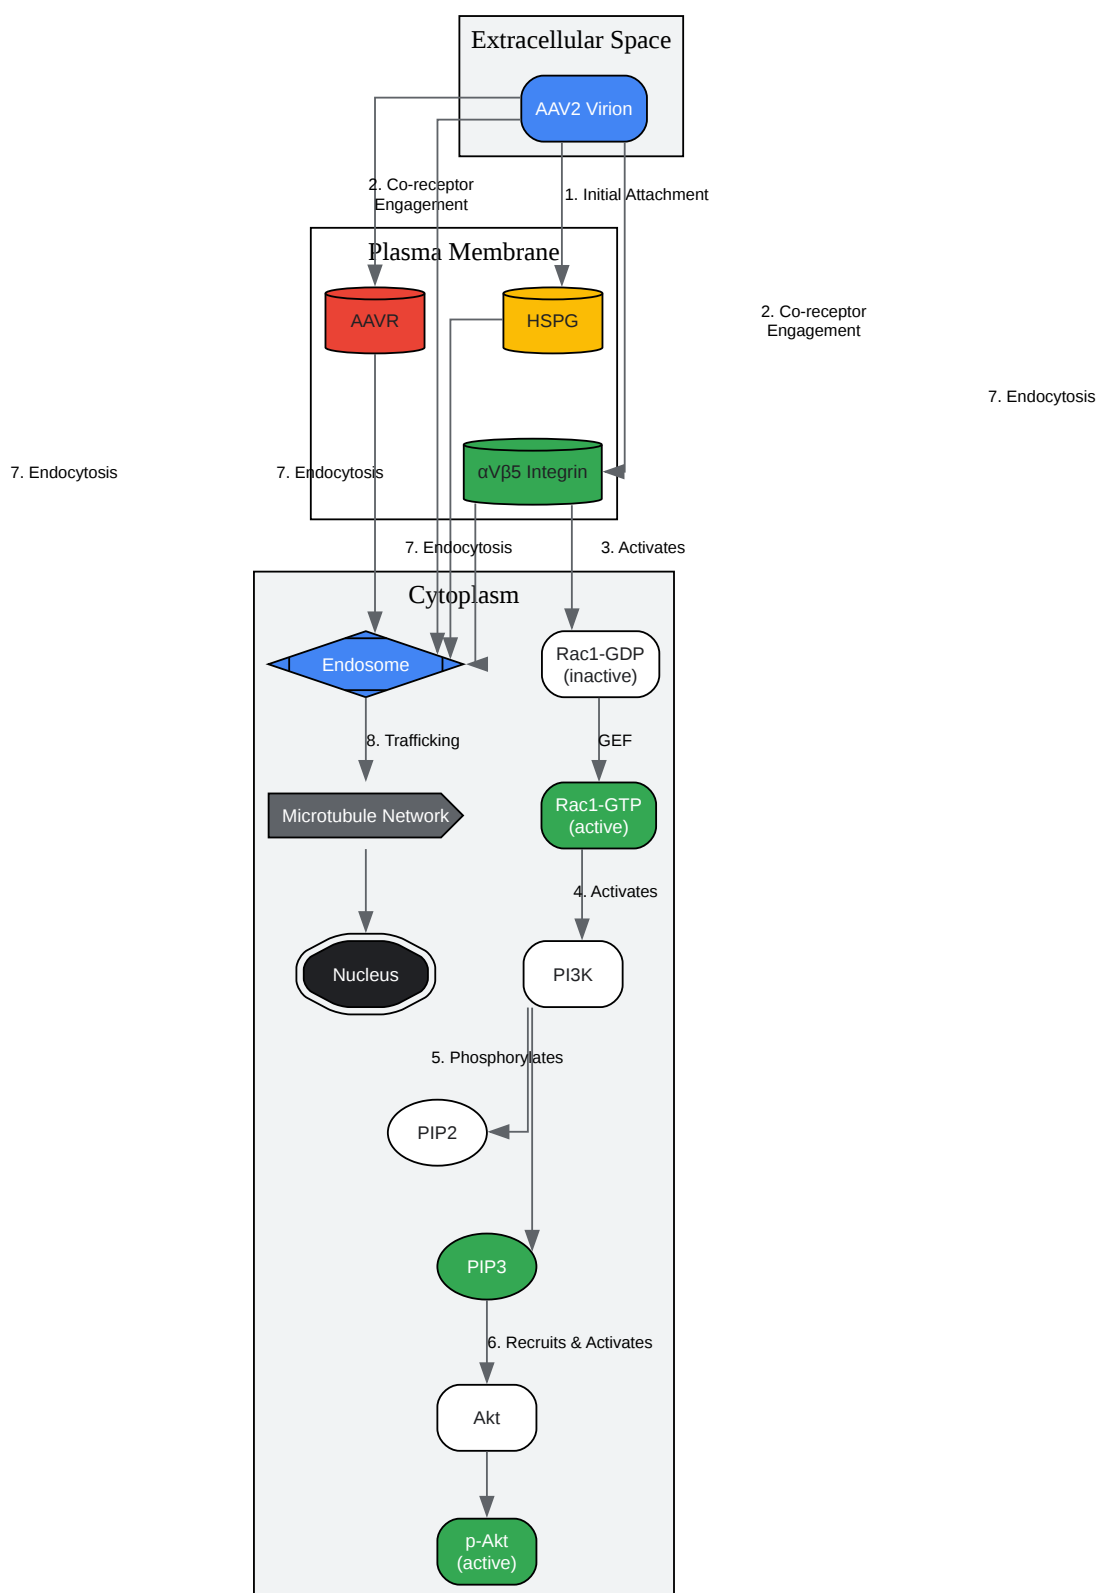 Extracellular Space
AAV2 Virion
2. Co-receptor
Engagement
1. Initial Attachment
Plasma Membrane
AAVR
HSPG
2. Co-receptor
Engagement
7. Endocytosis
7. Endocytosis
7. Endocytosis
αVβ5 Integrin
7. Endocytosis
3. Activates
Cytoplasm
Endosome
Rac1-GDP
(inactive)
8. Trafficking
GEF
Microtubule Network
Rac1-GTP
(active)
4. Activates
Nucleus
PI3K
5. Phosphorylates
PIP2
PIP3
6. Recruits & Activates
Akt
p-Akt
(active)